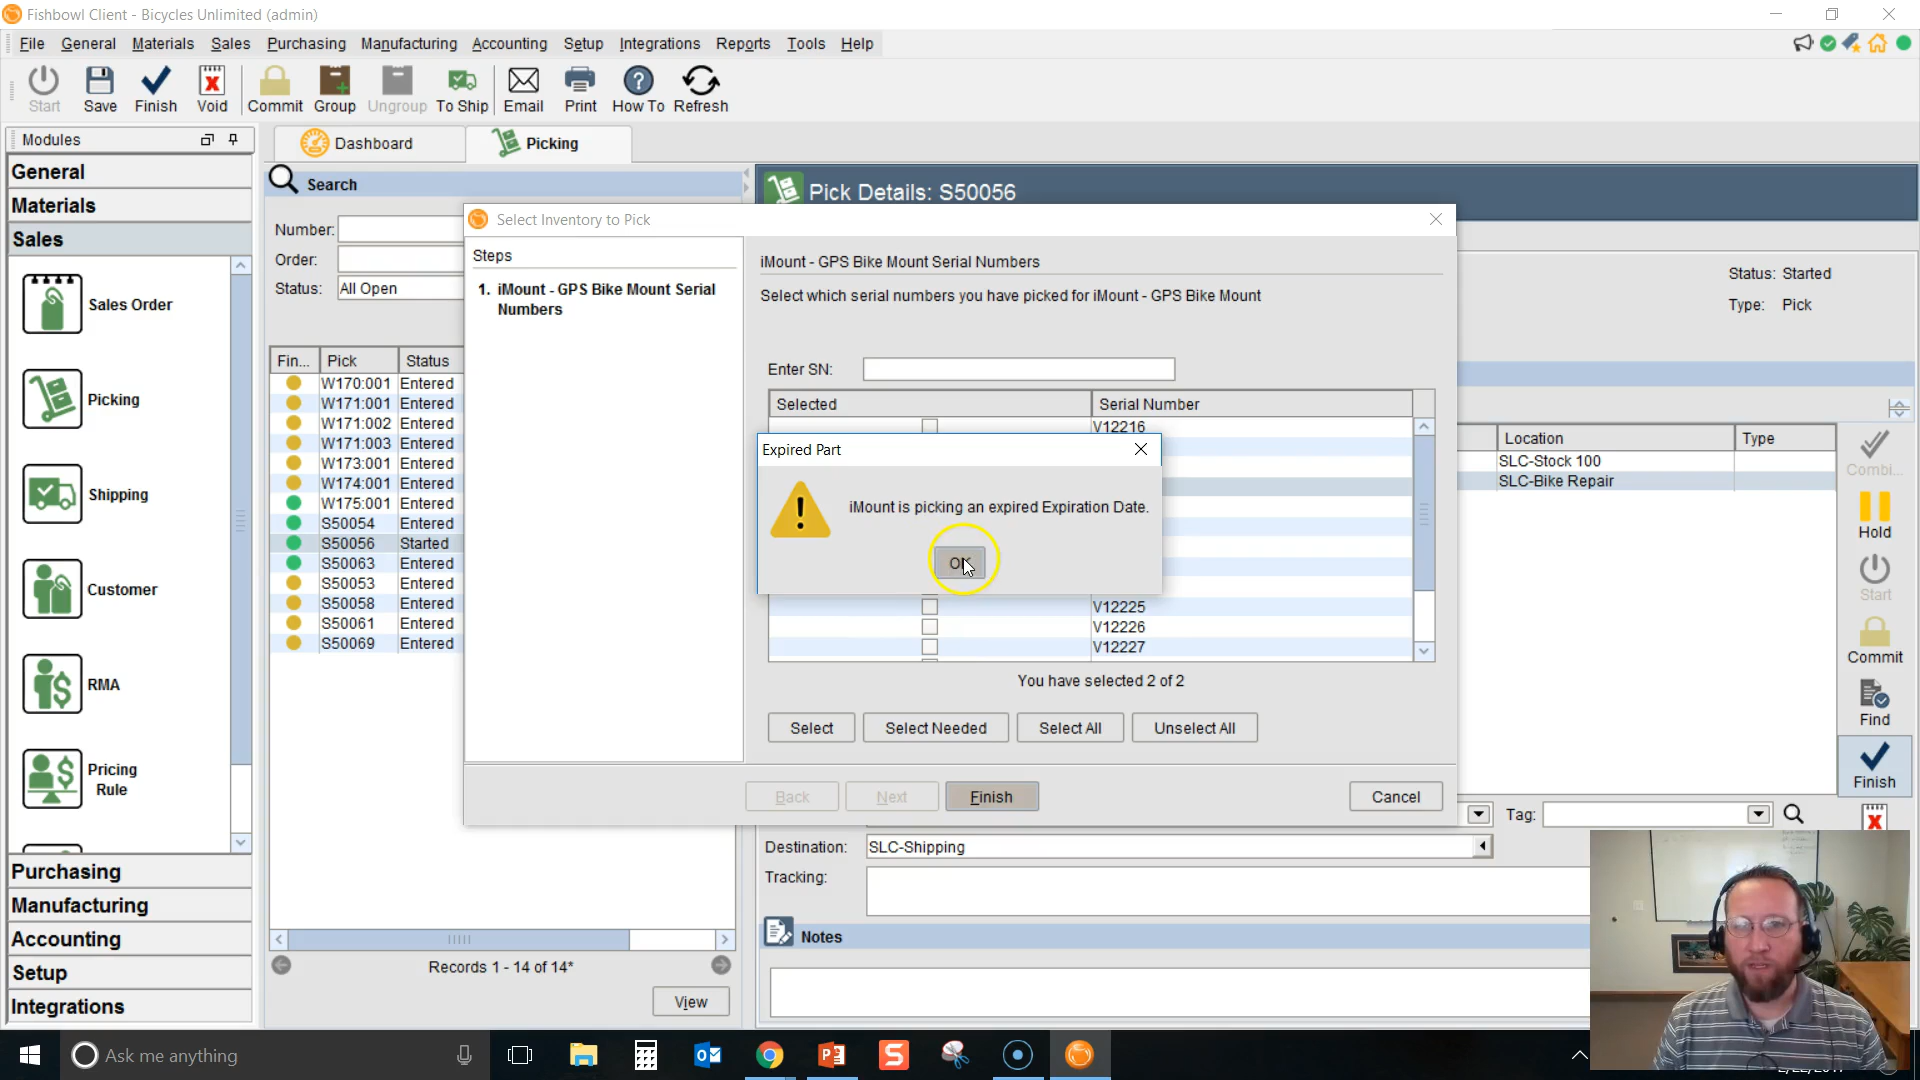 Fishbowl Client - Bicycles Unlimited (admin)
File General Materials Sales Purchasing Manufacturing Accounting Setup Integrations Reports Tools Help
Start Save Finish Void Commit Group Ungroup To Ship Email Print How To Refresh
Modules
General
Materials
Sales
Sales Order
Picking
Shipping
Customer
RMA
Pricing
Rule
Purchasing
Manufacturing
Accounting
Setup
Integrations
Dashboard Picking
Search
Number:
Order:
Status: All Open
Fin... Pick Status
W170:001 Entered
W171:001 Entered
W171:002 Entered
W171:003 Entered
W173:001 Entered
W174:001 Entered
W175:001 Entered
S50054 Entered
S50056 Started
S50063 Entered
S50053 Entered
S50058 Entered
S50061 Entered
S50069 Entered
Records 1 - 14 of 14*
View
Pick Details: S50056
Status: Started
Type: Pick
Select Inventory to Pick
Steps
1. iMount - GPS Bike Mount Serial
Numbers
iMount - GPS Bike Mount Serial Numbers
Select which serial numbers you have picked for iMount - GPS Bike Mount
Enter SN:
Selected Serial Number
V12216
Expired Part
iMount is picking an expired Expiration Date.
OK
V12225
V12226
V12227
You have selected 2 of 2
Select Select Needed Select All Unselect All
Back Next Finish Cancel
Location Type
SLC-Stock 100
SLC-Bike Repair
Combi...
Hold
Start
Commit
Find
Finish
Tag:
Destination: SLC-Shipping
Tracking:
Notes
Ask me anything